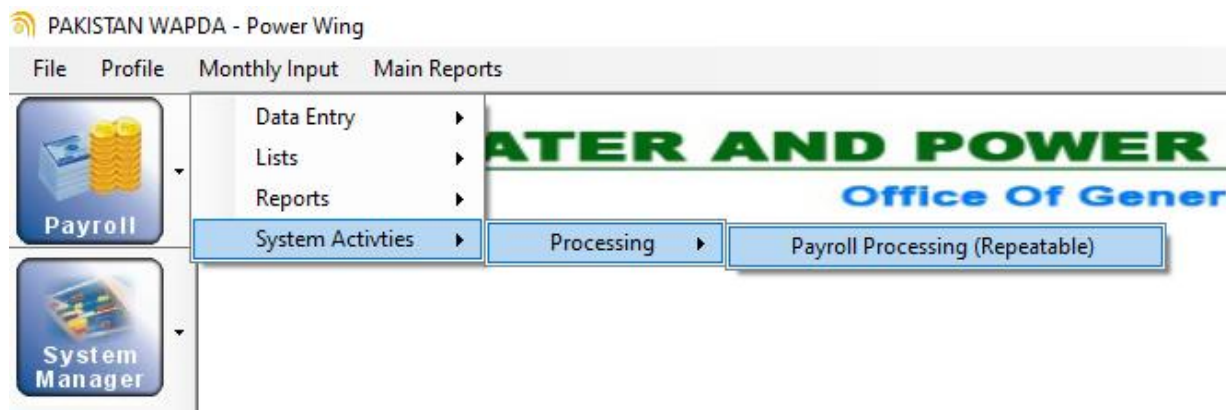 PAKISTAN WAPDA - Power Wing
File Profile Monthly Input Main Reports
Payroll
Data Entry
Lists
Reports
System Activties
Processing
Payroll Processing (Repeatable)
ATER AND POWER
Office Of Gener
System
Manager